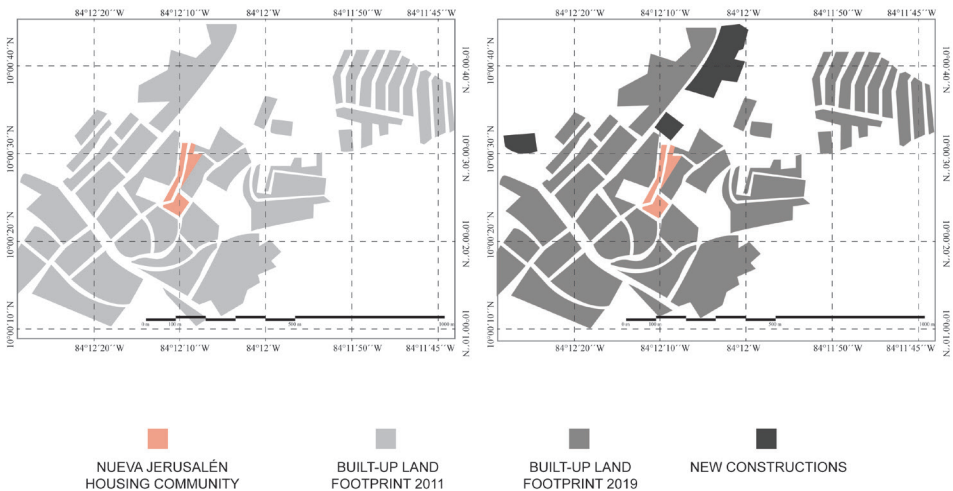 84°12´20´´W 84°12´10´´W 84°12´W 84°11´50´´W 84°11´45´´W
84°12´20´´W 84°12´10´´W 84°12´W 84°11´50´´W 84°11´45´´W
10°00´40´´N
10°00´30´´N
10°00´20´´N
10°00´10´´N
10°00´40´´N
10°00´30´´N
10°00´20´´N
10°00´10´´N
0 m 100 m 500 m 1000 m
84°12´20´´W 84°12´10´´W 84°12´W 84°11´50´´W 84°11´45´´W
84°12´20´´W 84°12´10´´W 84°12´W 84°11´50´´W 84°11´45´´W
NUEVA JERUSALÉN
HOUSING COMMUNITY
BUILT-UP LAND
FOOTPRINT 2011
BUILT-UP LAND
FOOTPRINT 2019
NEW CONSTRUCTIONS